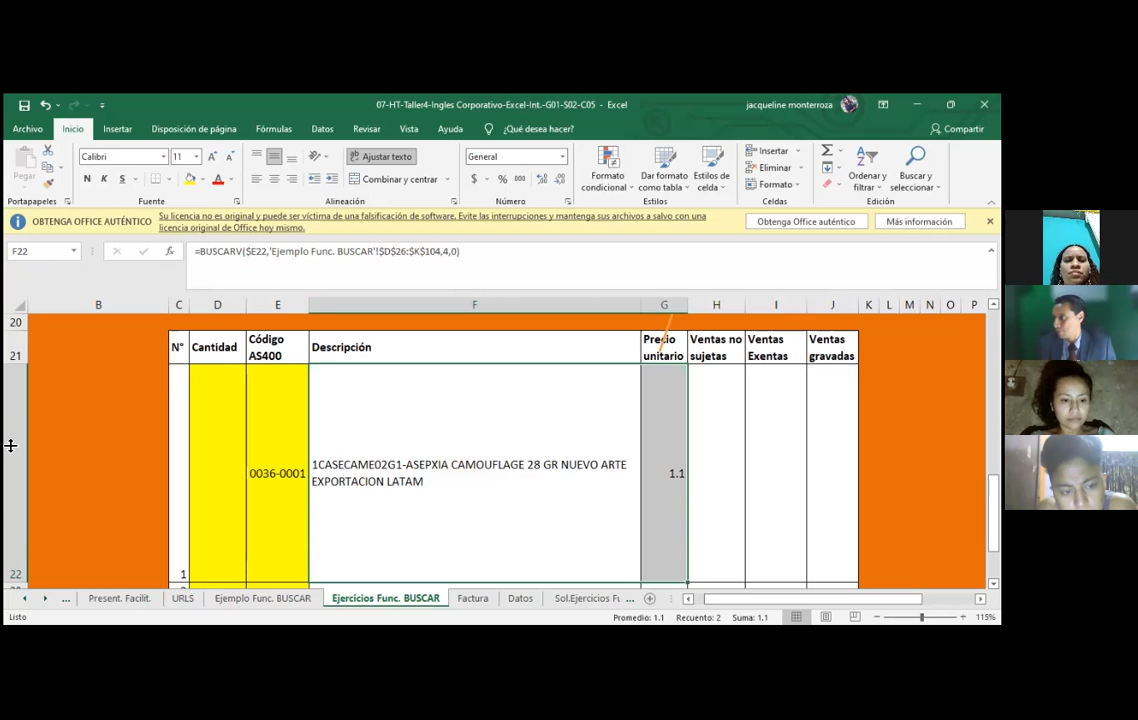 07-HT-Taller4-Ingles Corporativo-Excel-Int.-G01-S02-C05 - Excel
jacqueline monterroza
Archivo Inicio Insertar Disposición de página Fórmulas Datos Revisar Vista Ayuda ¿Qué desea hacer? Compartir
Pegar
Calibri 11
N K S
Ajustar texto
Combinar y centrar
General
$ % 000
Formato condicional
Dar formato como tabla
Estilos de celda
Insertar
Eliminar
Formato
Ordenar y filtrar
Buscar y seleccionar
Portapapeles Fuente Alineación Número Estilos Celdas Edición
OBTENGA OFFICE AUTÉNTICO
Su licencia no es original y puede ser víctima de una falsificación de software. Evite las interrupciones y mantenga sus archivos a salvo con una
licencia original de Office hoy mismo.
Obtenga Office auténtico
Más información
F22 fx =BUSCARV($E22,'Ejemplo Func. BUSCAR'!$D$26:$K$104,4,0)
B C D E F G H I J K L M N O P
20
21
N° Cantidad Código AS400 Descripción Precio unitario Ventas no sujetas Ventas Exentas Ventas gravadas
0036-0001
1CASECAME02G1-ASEPXIA CAMOUFLAGE 28 GR NUEVO ARTE
EXPORTACION LATAM
1.1
22 1
... Present. Facilit. URLS Ejemplo Func. BUSCAR Ejercicios Func. BUSCAR Factura Datos Sol.Ejercicios Fu ...
Listo Promedio: 1.1 Recuento: 2 Suma: 1.1 115%